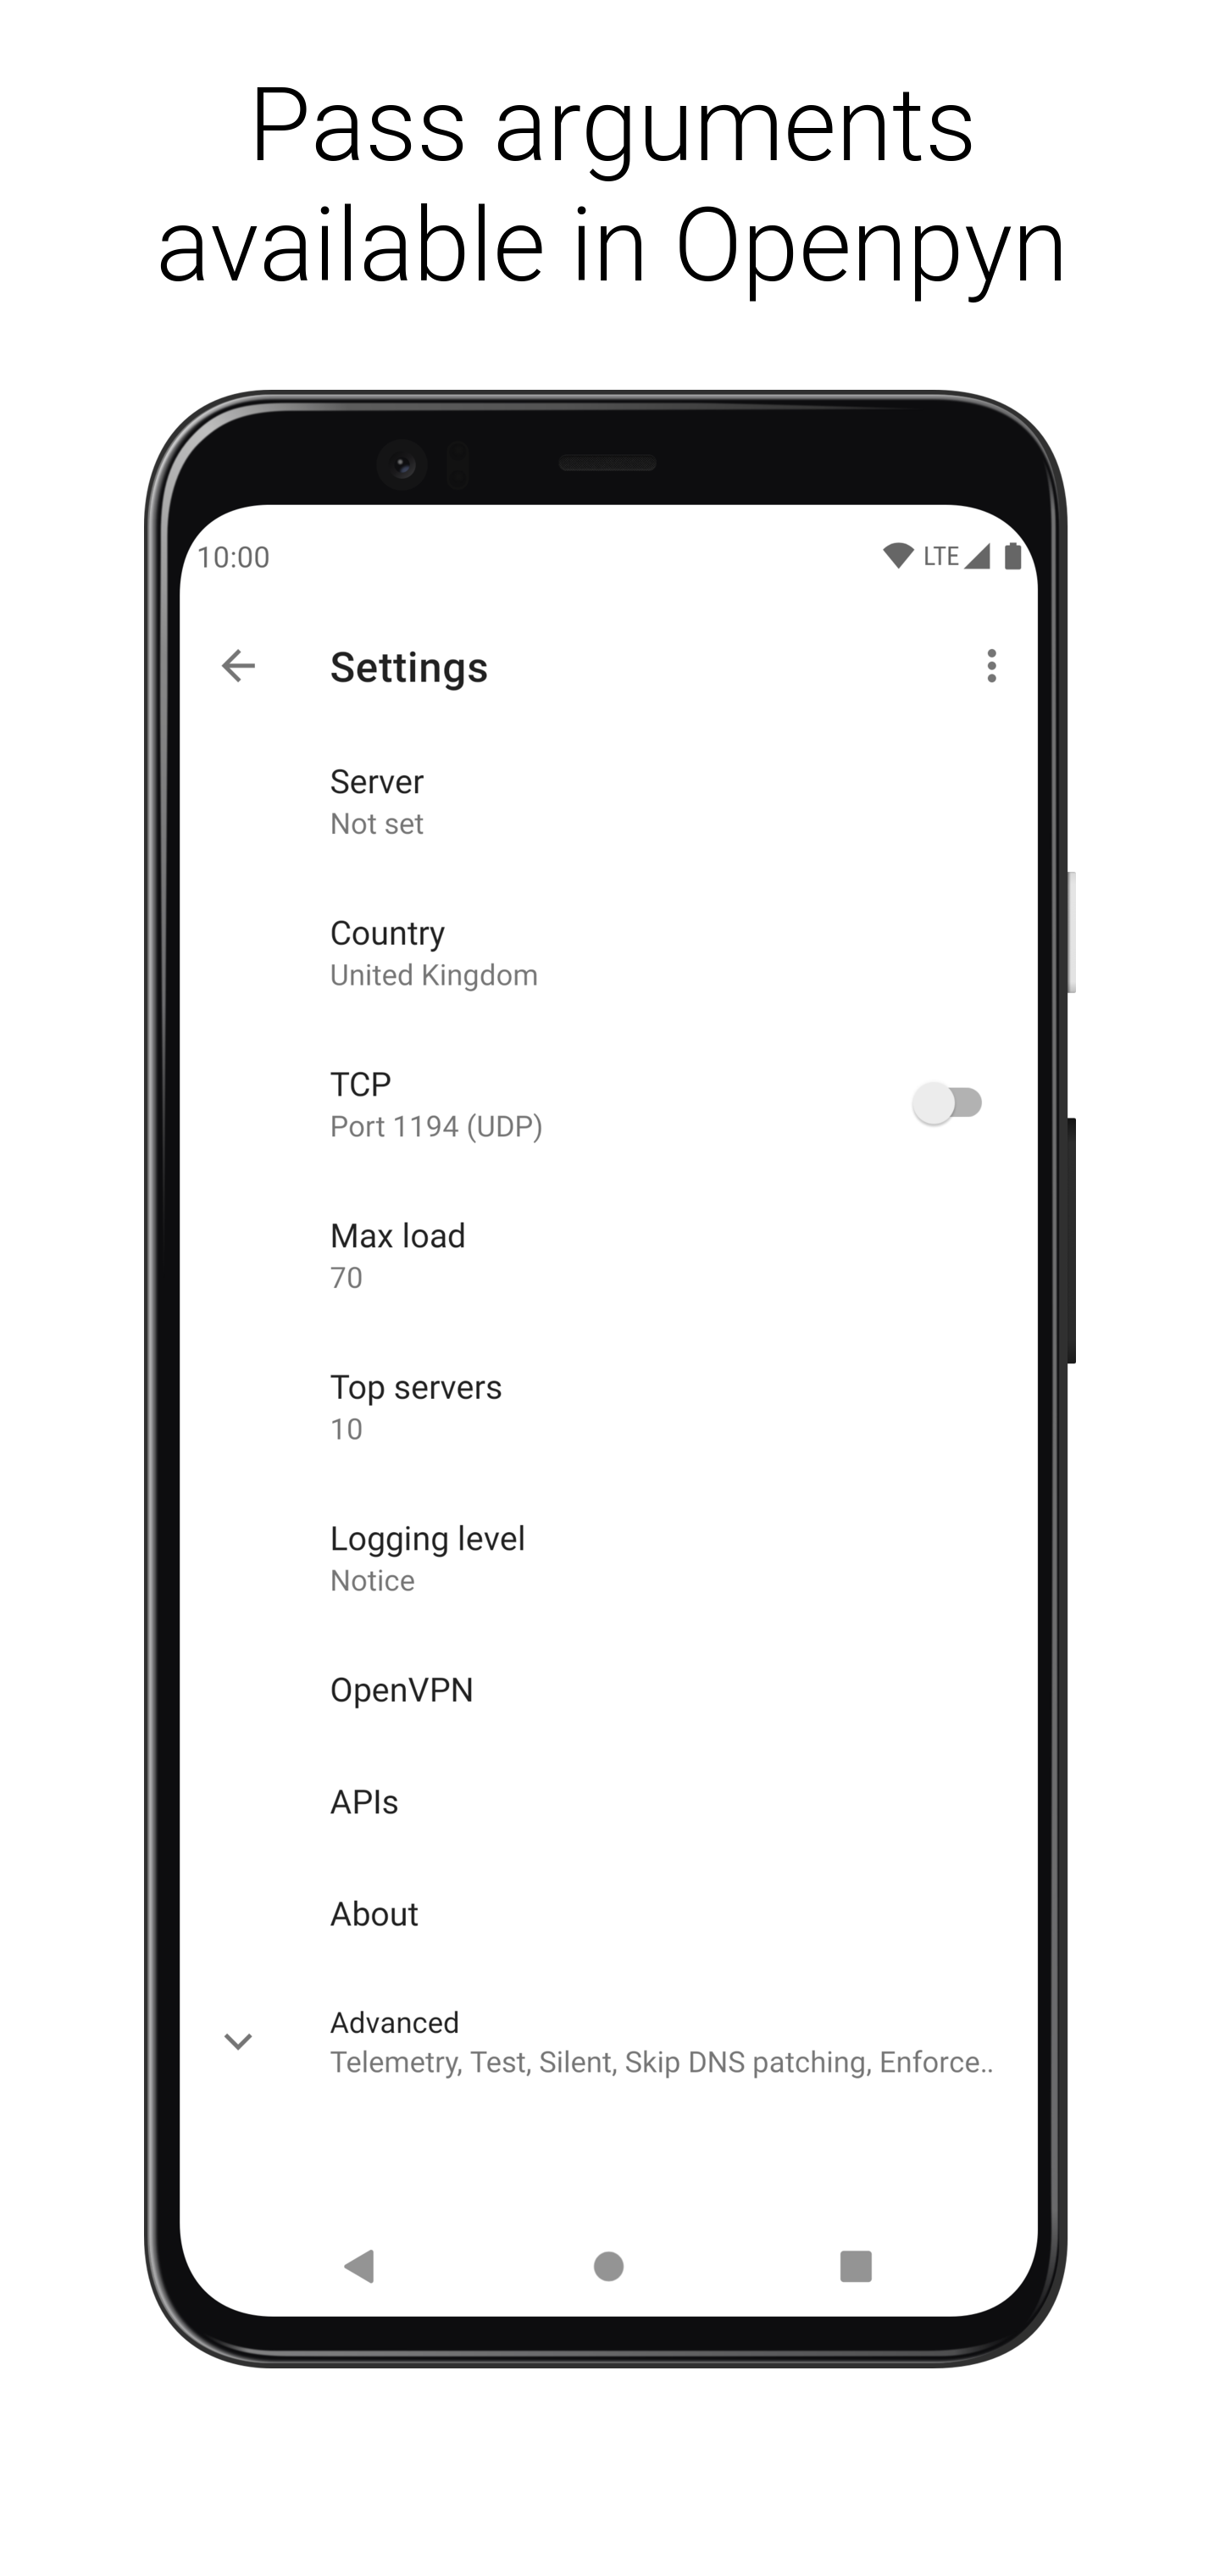 Pass arguments
available in Openpyn
10:00
LTE
Settings
Server
Not set
Country
United Kingdom
TCP
Port 1194 (UDP)
Max load
70
Top servers
10
Logging level
Notice
OpenVPN
APIs
About
Advanced
Telemetry, Test, Silent, Skip DNS patching, Enforce..